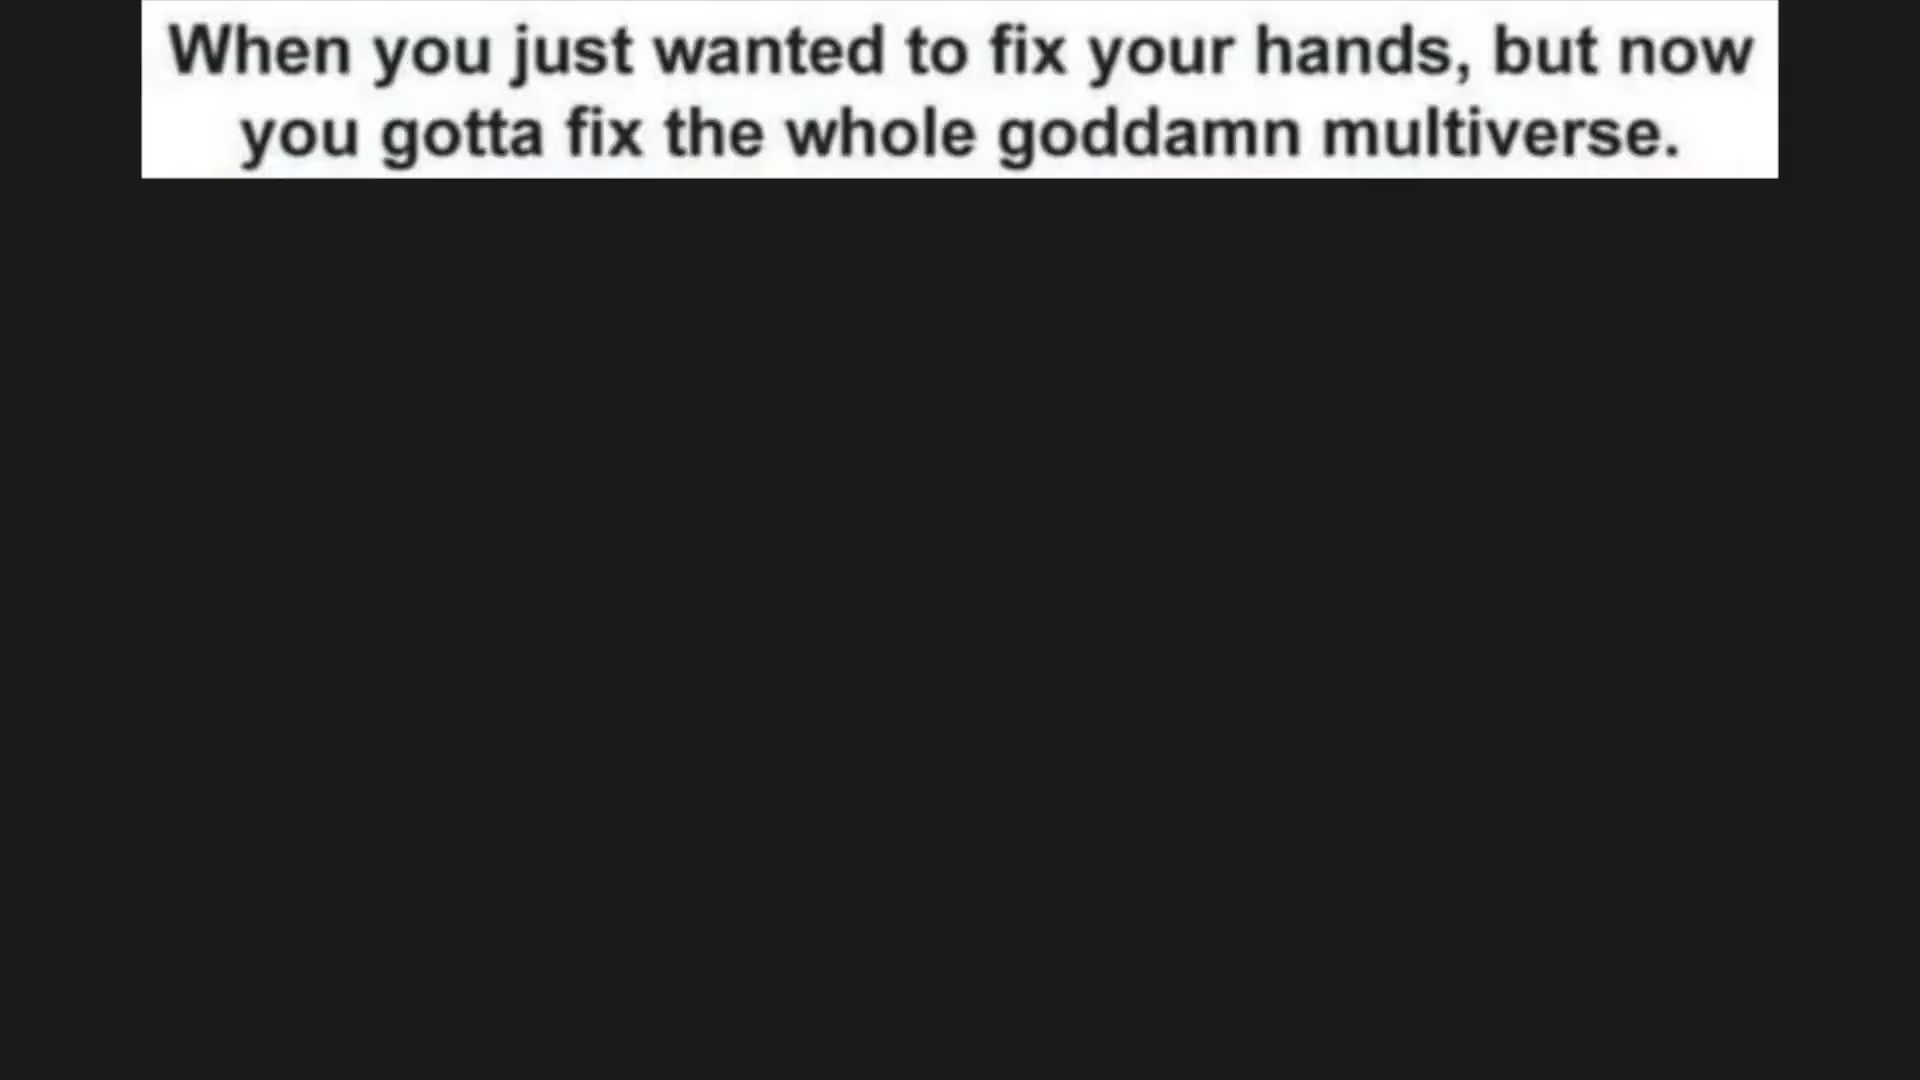 When you just wanted to fix your hands, but now
you gotta fix the whole goddamn multiverse.